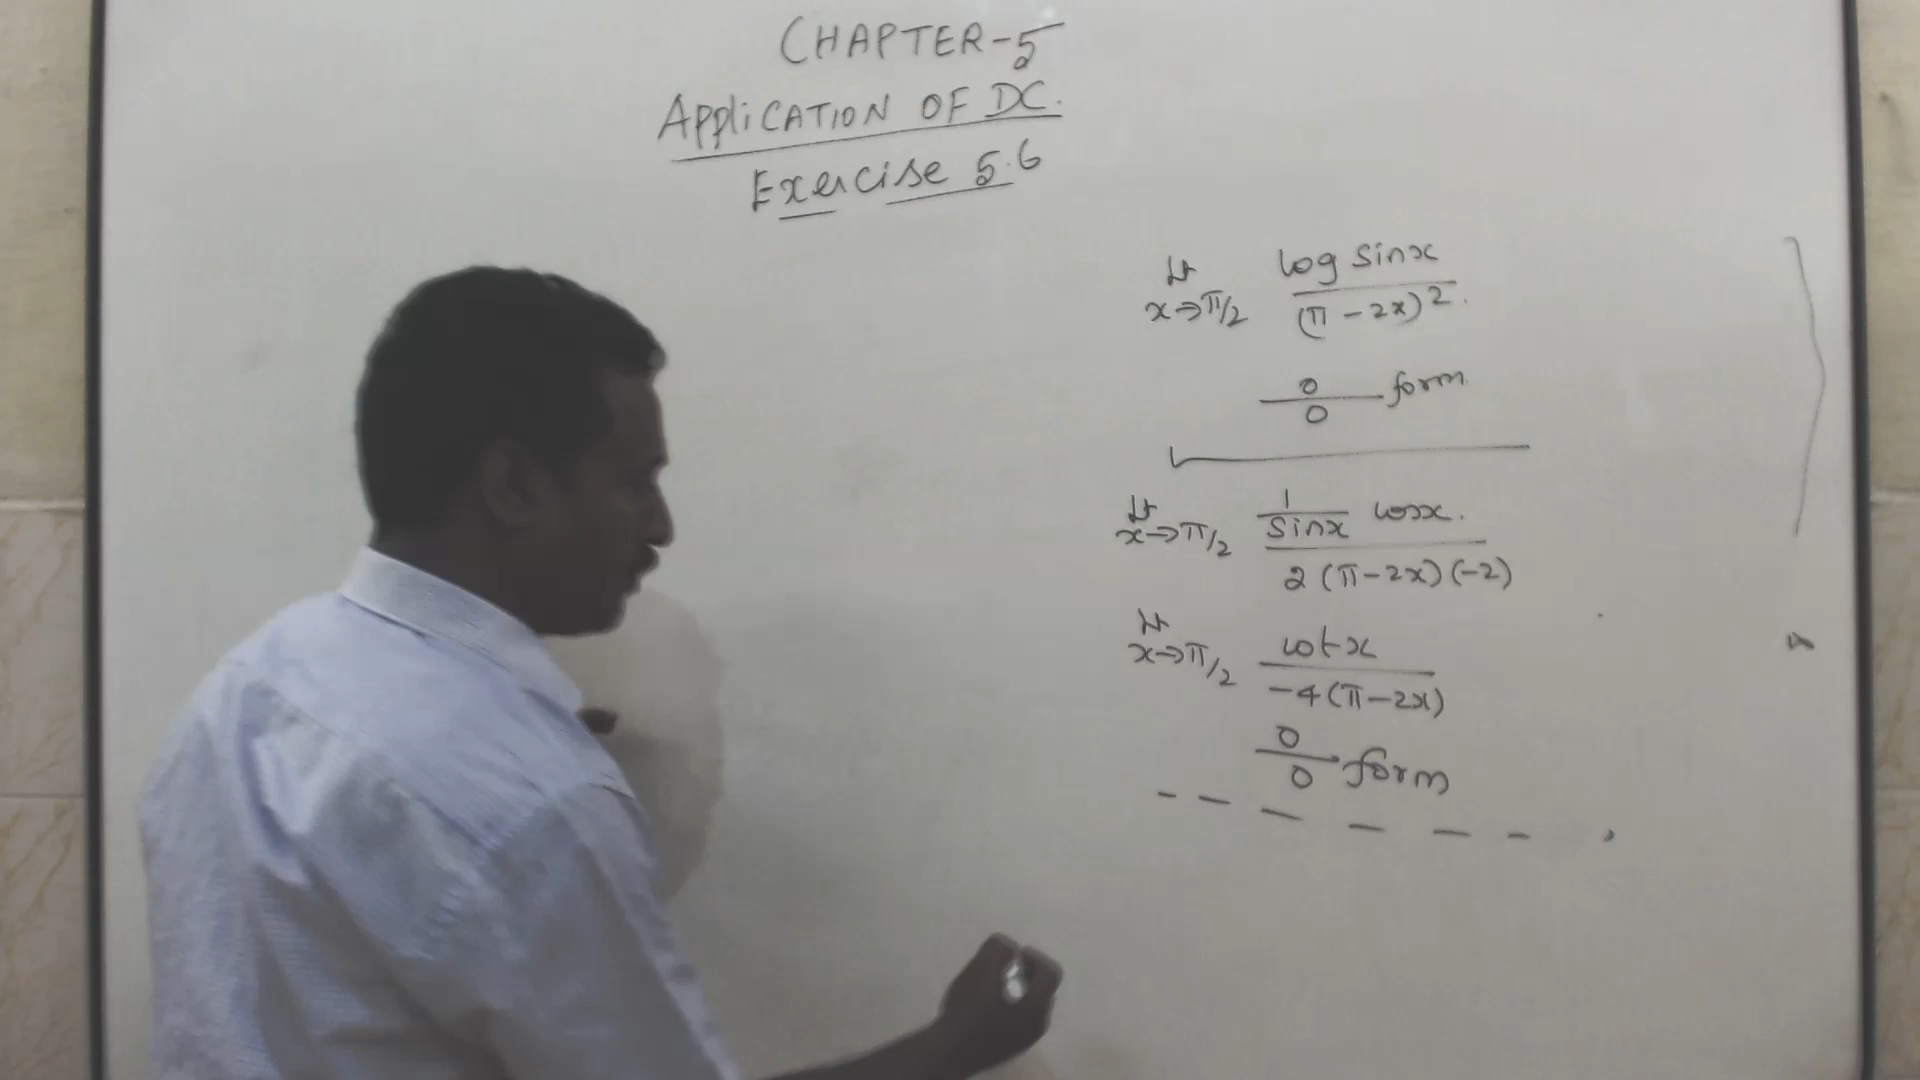 CHAPTER-5
APPliCATION OF DC.
Exercise 5.6
Lt x→π/2 log sinx / (π - 2x)²
0/0 form
Lt x→π/2 1/sinx cosx. / 2(π-2x)(-2)
Lt x→π/2 cotx / -4(π-2x)
0/0 form